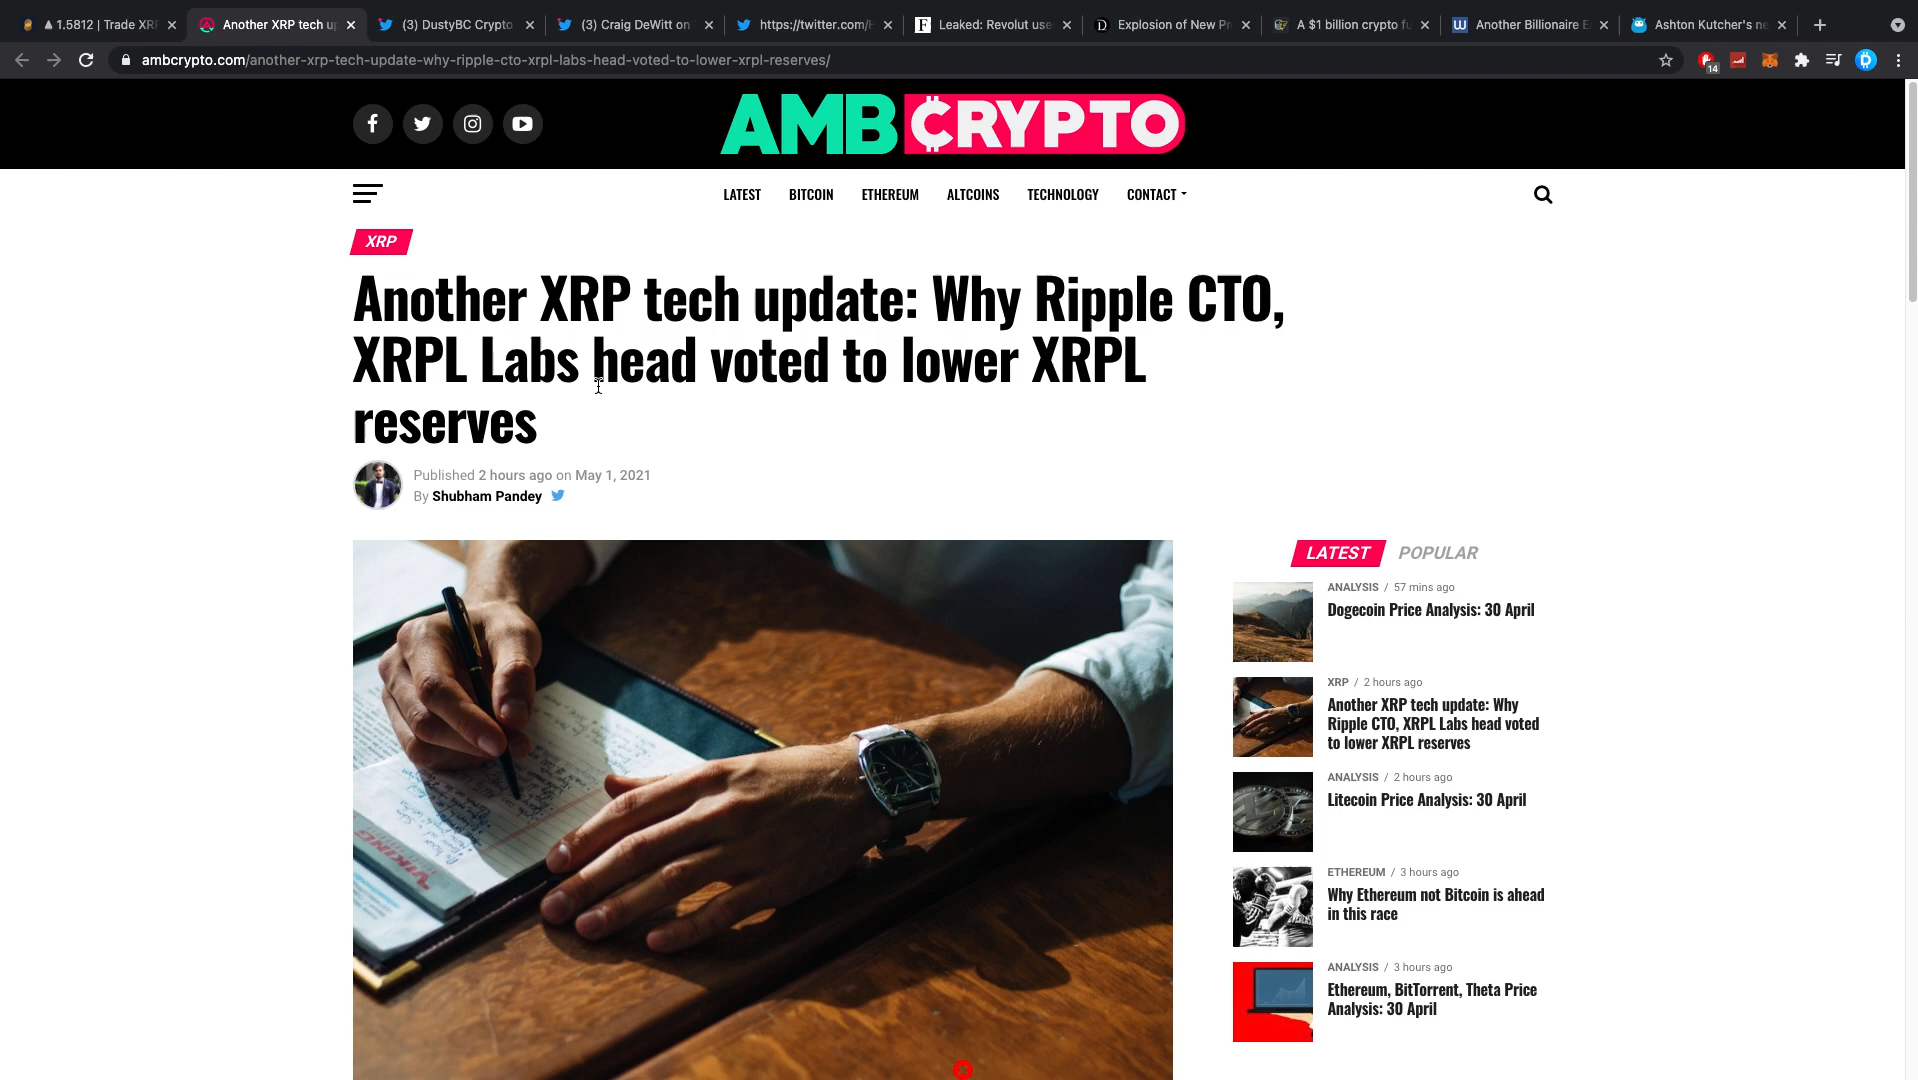 1.5812 | Trade XRP
Another XRP tech up
(3) DustyBC Crypto
(3) Craig DeWitt on
https://twitter.com/
Leaked: Revolut use
Explosion of New Pr
A $1 billion crypto fu
Another Billionaire E
Ashton Kutcher's ne
ambcrypto.com/another-xrp-tech-update-why-ripple-cto-xrpl-labs-head-voted-to-lower-xrpl-reserves/
14
AMBCRYPTO
LATEST BITCOIN ETHEREUM ALTCOINS TECHNOLOGY CONTACT
XRP
Another XRP tech update: Why Ripple CTO,
XRPL Labs head voted to lower XRPL
reserves
Published 2 hours ago on May 1, 2021
By Shubham Pandey
LATEST POPULAR
ANALYSIS / 57 mins ago
Dogecoin Price Analysis: 30 April
XRP / 2 hours ago
Another XRP tech update: Why
Ripple CTO, XRPL Labs head voted
to lower XRPL reserves
ANALYSIS / 2 hours ago
Litecoin Price Analysis: 30 April
ETHEREUM / 3 hours ago
Why Ethereum not Bitcoin is ahead
in this race
ANALYSIS / 3 hours ago
Ethereum, BitTorrent, Theta Price
Analysis: 30 April
VIKING